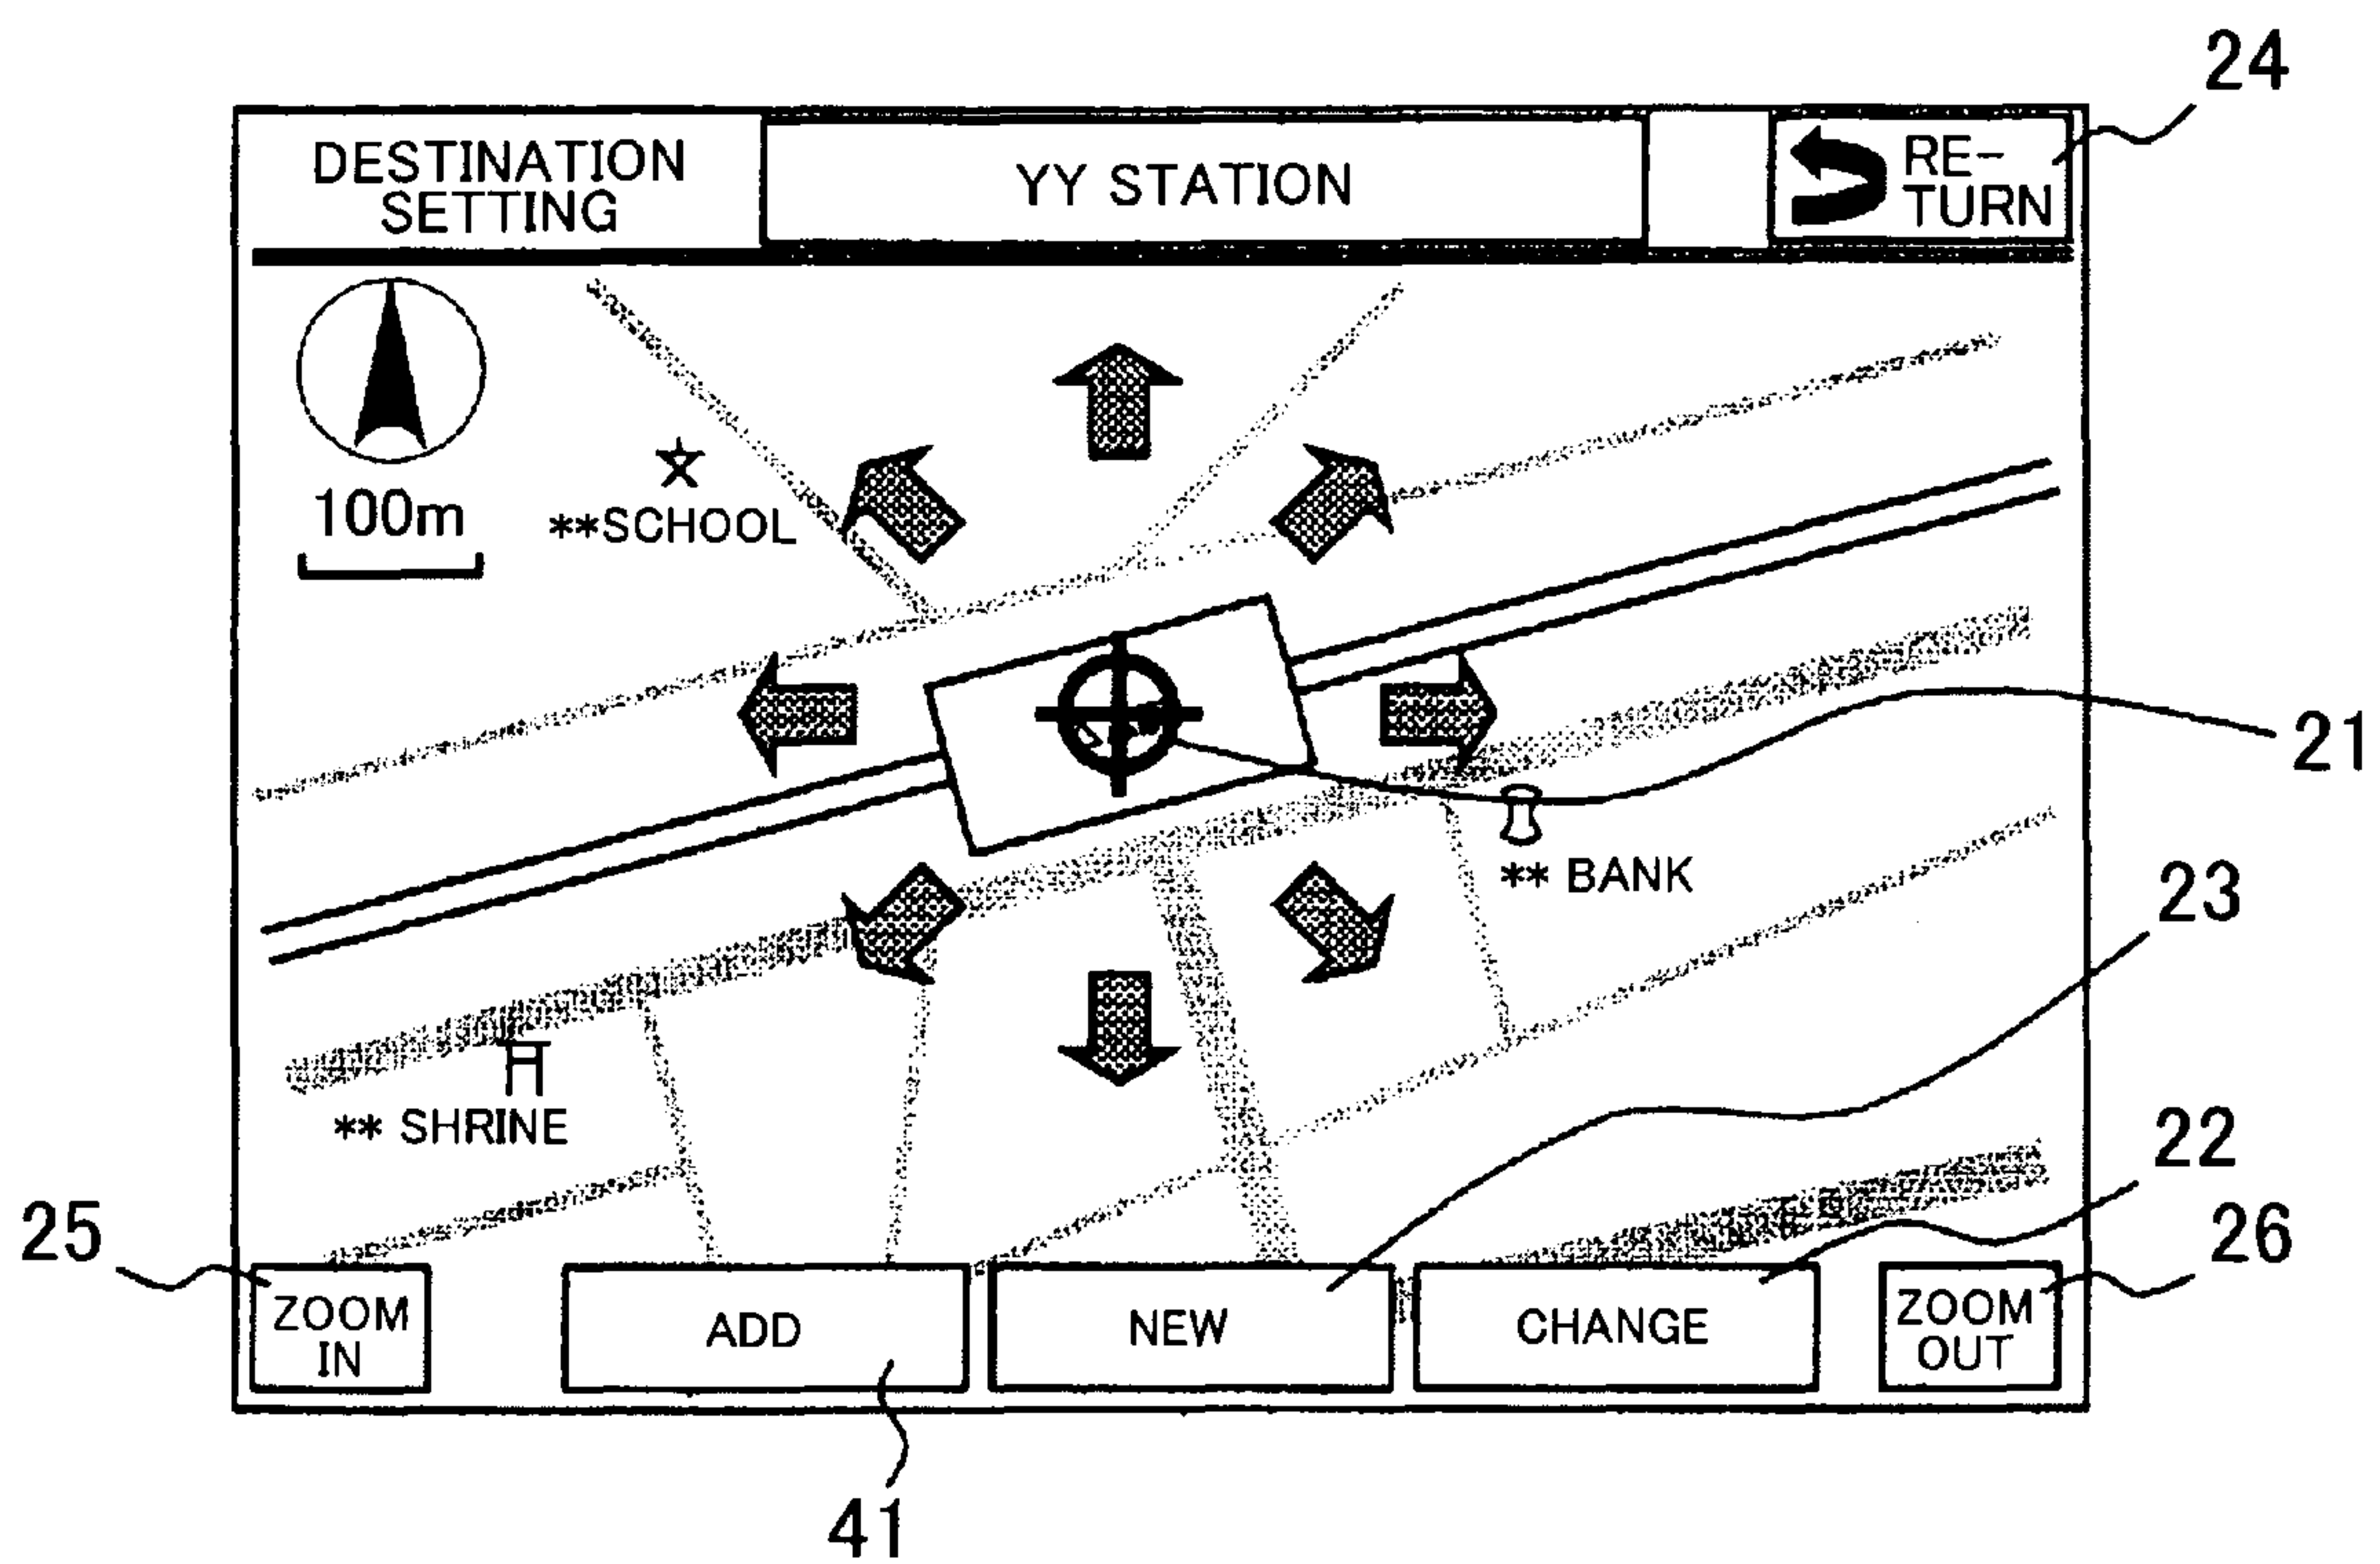 24
DESTINATION
SETTING
YY STATION
RE-
TURN
100m
**SCHOOL
21
** BANK
23
** SHRINE
22
25
26
ZOOM
IN
ADD
NEW
CHANGE
ZOOM
OUT
41